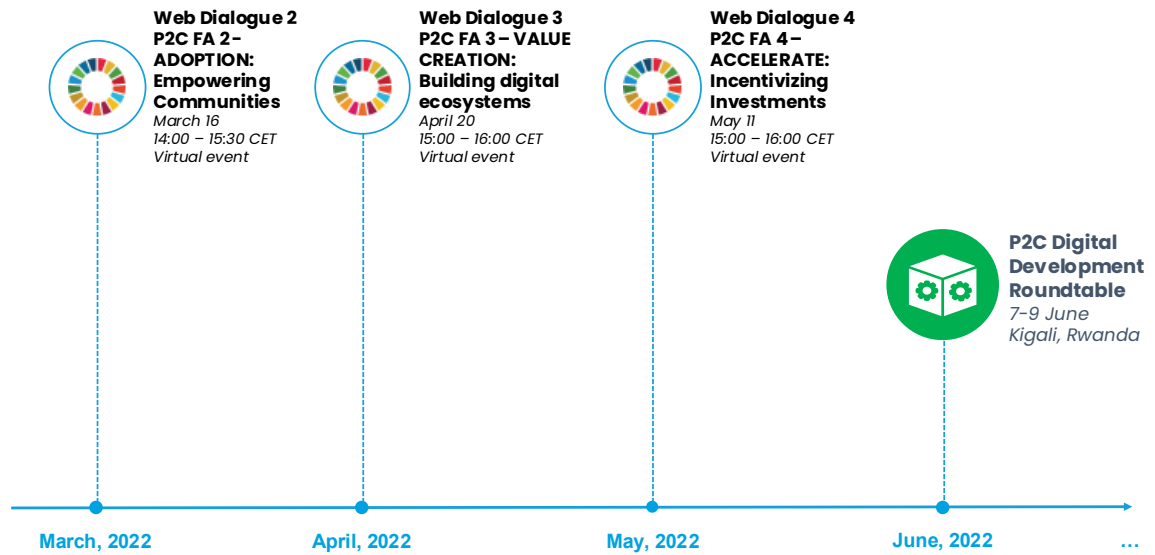 Web Dialogue 2
P2C FA 2-
ADOPTION:
Empowering
Communities
March 16
14:00 – 15:30 CET
Virtual event
Web Dialogue 3
P2C FA 3 – VALUE
CREATION:
Building digital
ecosystems
April 20
15:00 – 16:00 CET
Virtual event
Web Dialogue 4
P2C FA 4 –
ACCELERATE:
Incentivizing
Investments
May 11
15:00 – 16:00 CET
Virtual event
P2C Digital
Development
Roundtable
7-9 June
Kigali, Rwanda
March, 2022
April, 2022
May, 2022
June, 2022
...